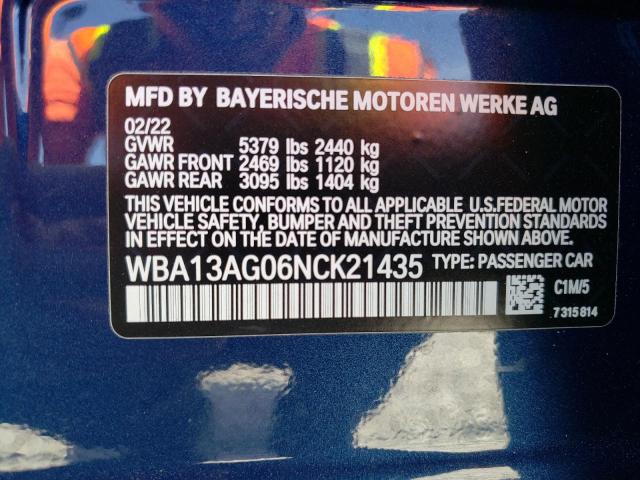 MFD BY BAYERISCHE MOTOREN WERKE AG
02/22
GVWR 5379 lbs 2440 kg
GAWR FRONT 2469 lbs 1120 kg
GAWR REAR 3095 lbs 1404 kg
THIS VEHICLE CONFORMS TO ALL APPLICABLE U.S.FEDERAL MOTOR
VEHICLE SAFETY, BUMPER AND THEFT PREVENTION STANDARDS
IN EFFECT ON THE DATE OF MANUFACTURE SHOWN ABOVE.
WBA13AG06NCK21435 TYPE: PASSENGER CAR
C1M/5
7315814